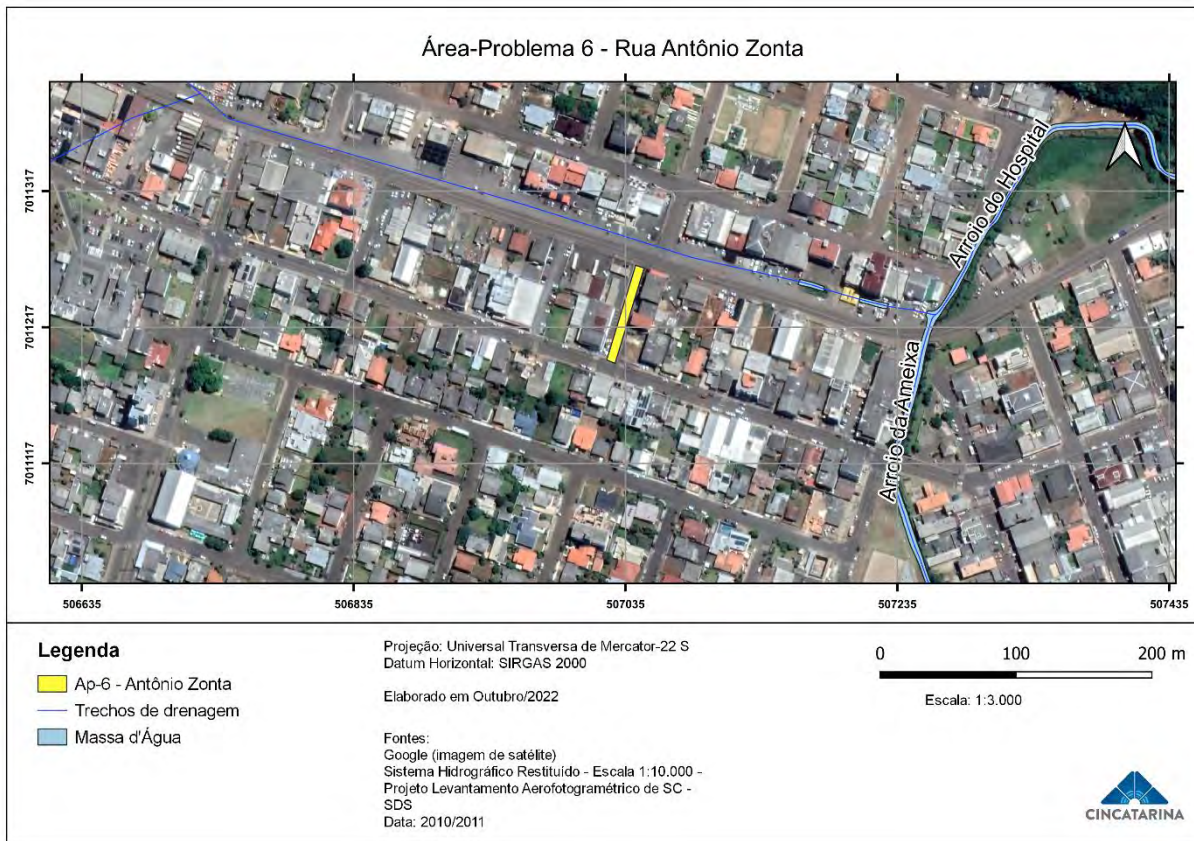 Área-Problema 6 - Rua Antônio Zonta
Arroio do Hospital
Arroio da Ameixa
7011317
7011217
7011117
506635
506835
507035
507235
507435
Legenda
Ap-6 - Antônio Zonta
Trechos de drenagem
Massa d'Água
Projeção: Universal Transversa de Mercator-22 S
Datum Horizontal: SIRGAS 2000
Elaborado em Outubro/2022
Fontes:
Google (imagem de satélite)
Sistema Hidrográfico Restituído - Escala 1:10.000 -
Projeto Levantamento Aerofotogramétrico de SC -
SDS
Data: 2010/2011
0 100 200 m
Escala: 1:3.000
CINCATARINA